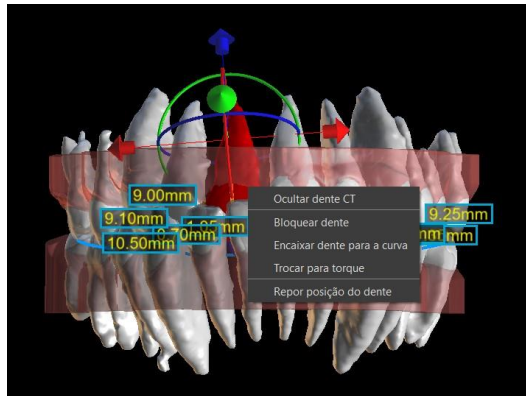 9.00mm
Ocultar dente CT
9.10mm
9.25mm
Bloquear dente
10.50mm
mm
Encaixar dente para a curva
Trocar para torque
Repor posição do dente